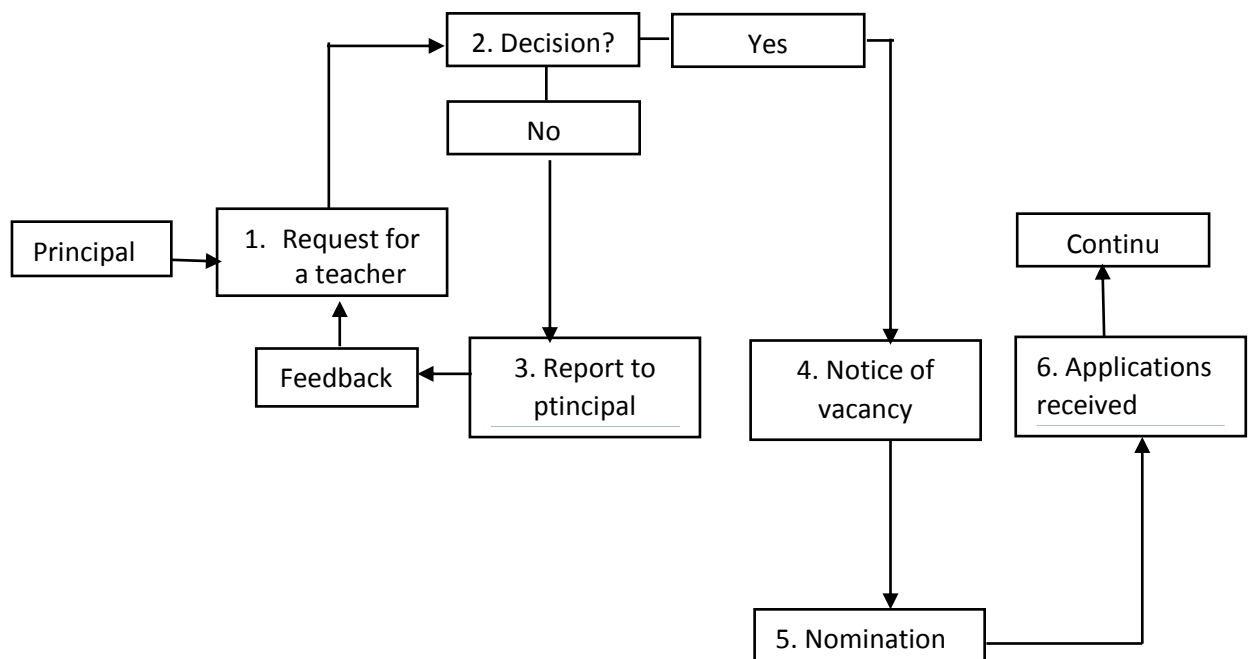 2. Decision?
Yes
No
Principal
1. Request for
a teacher
Continu
Feedback
3. Report to
ptincipal
4. Notice of
vacancy
6. Applications
received
5. Nomination